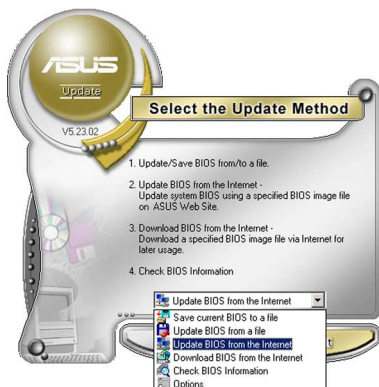 ASUS
Update
V5.23.02
Select the Update Method
1. Update/Save BIOS from/to a file.
2. Update BIOS from the Internet -
Update system BIOS using a specified BIOS image file
on ASUS Web Site.
3. Download BIOS from the Internet -
Download a specified BIOS image file via Internet for
later usage.
4. Check BIOS Information
Update BIOS from the Internet
Save current BIOS to a file
Update BIOS from a file
Update BIOS from the Internet
Download BIOS from the Internet
Check BIOS Information
Options